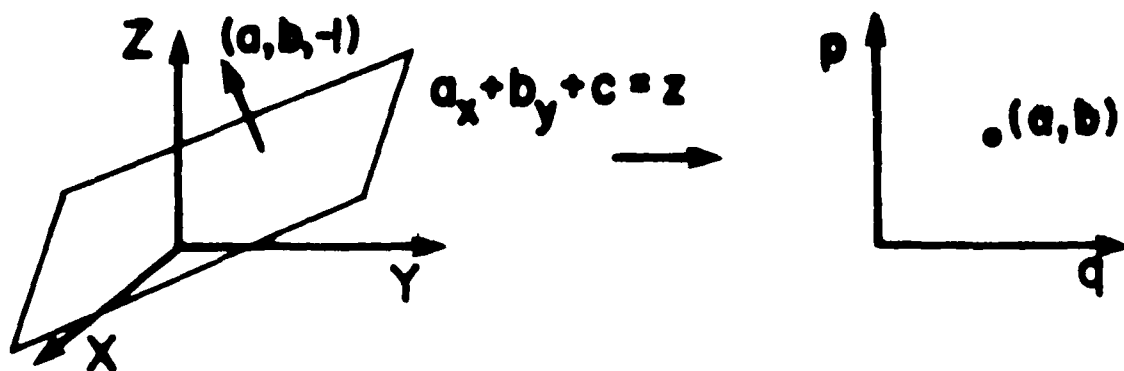 Z
(a,b,-1)
a_x+b_y+c=z
X
Y
p
(a,b)
q